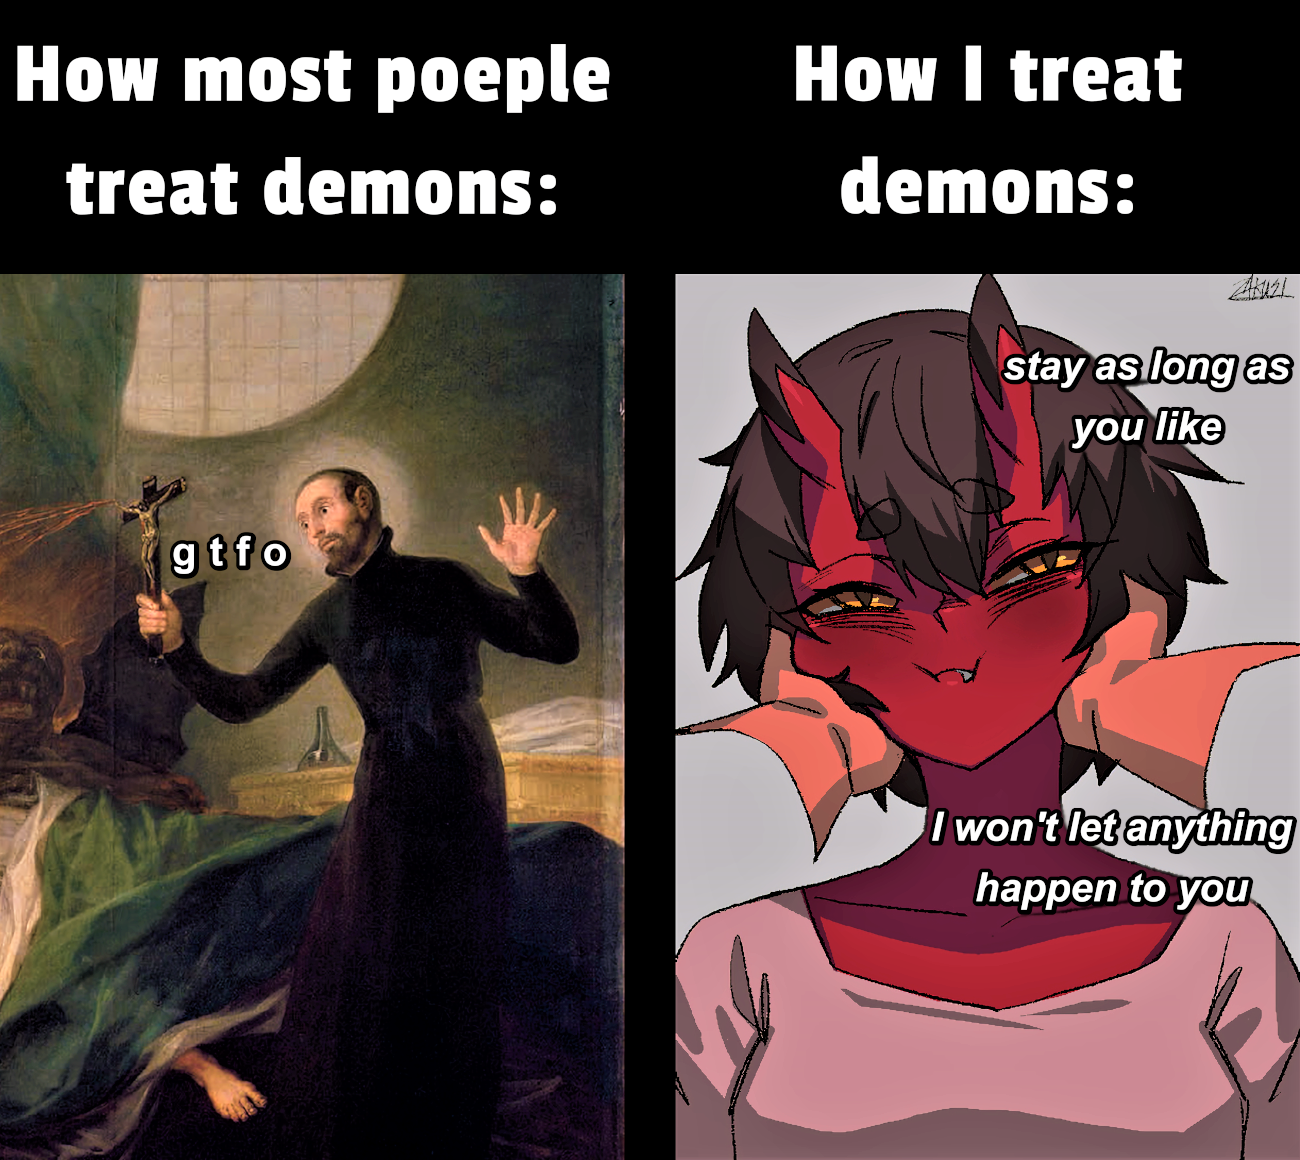 How most poeple
treat demons:
g t f o
How I treat
demons:
ZAKUSI
stay as long as
you like
I won't let anything
happen to you